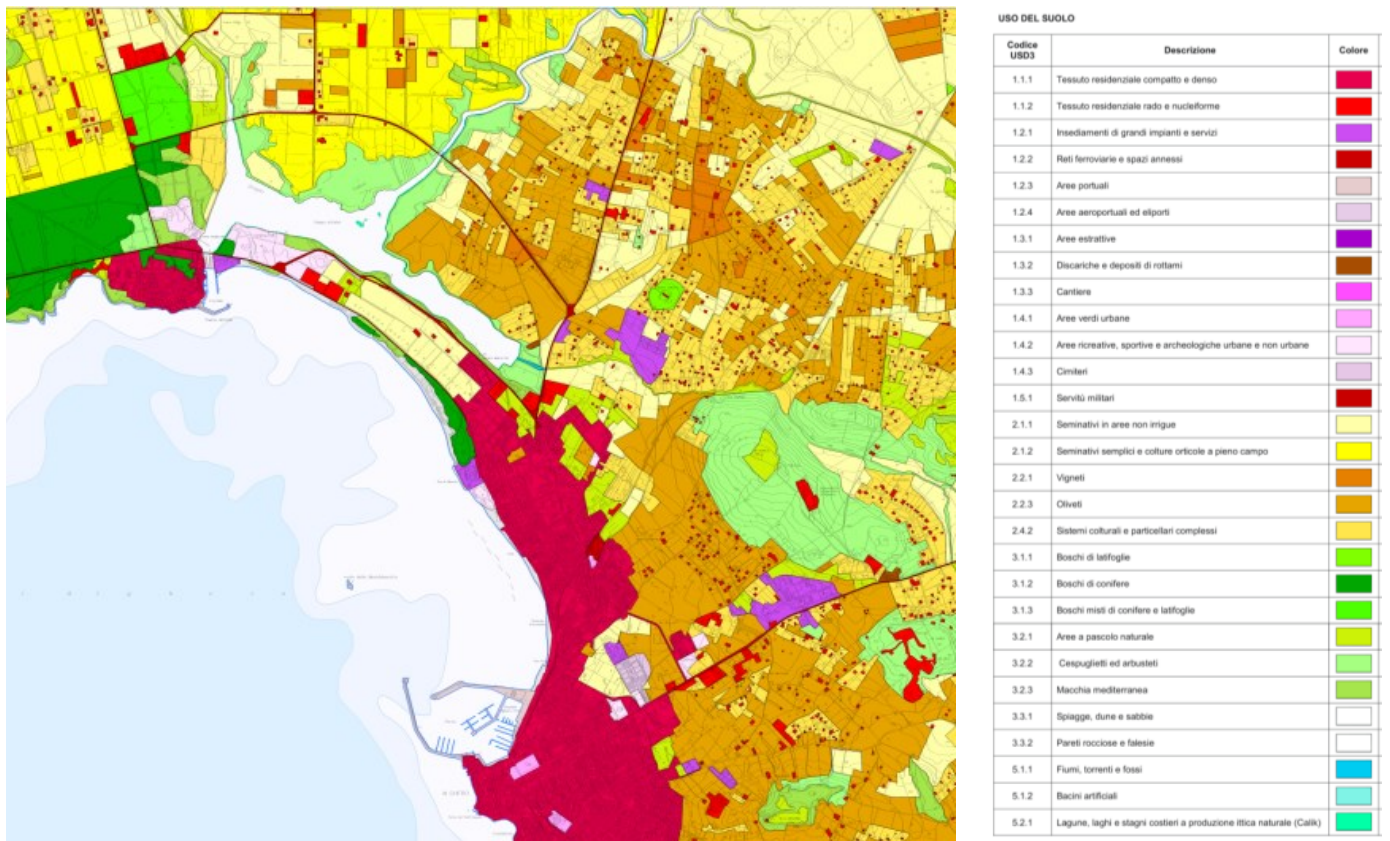 USO DEL SUOLO
Codice USD3 Descrizione Colore
1.1.1 Tessuto residenziale compatto e denso
1.1.2 Tessuto residenziale rado e nucleiforme
1.2.1 Insediamenti di grandi impianti e servizi
1.2.2 Reti ferroviarie e spazi annessi
1.2.3 Aree portuali
1.2.4 Aree aeroportuali ed eliporti
1.3.1 Aree estrattive
1.3.2 Discariche e depositi di rottami
1.3.3 Cantiere
1.4.1 Aree verdi urbane
1.4.2 Aree ricreative, sportive e archeologiche urbane e non urbane
1.4.3 Cimiteri
1.5.1 Servitù militari
2.1.1 Seminativi in aree non irrigue
2.1.2 Seminativi semplici e colture orticole a pieno campo
2.2.1 Vigneti
2.2.3 Oliveti
2.4.2 Sistemi colturali e particellari complessi
3.1.1 Boschi di latifoglie
3.1.2 Boschi di conifere
3.1.3 Boschi misti di conifere e latifoglie
3.2.1 Aree a pascolo naturale
3.2.2 Cespuglietti ed arbusteti
3.2.3 Macchia mediterranea
3.3.1 Spiagge, dune e sabbie
3.3.2 Pareti rocciose e falesie
5.1.1 Fiumi, torrenti e fossi
5.1.2 Bacini artificiali
5.2.1 Lagune, laghi e stagni costieri a produzione ittica naturale (Calik)